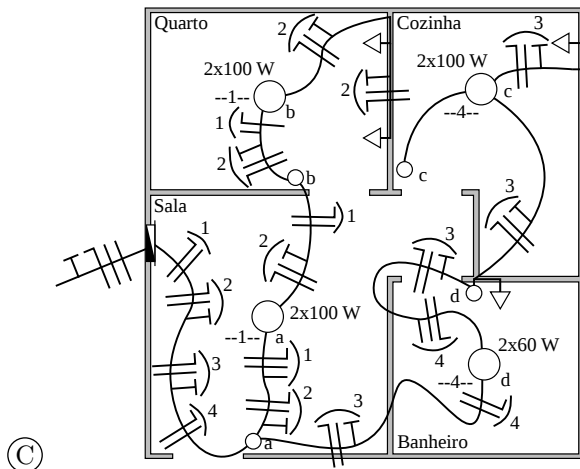 Quarto
2
Cozinha
3
2x100 W
2x100 W
--1--
b
2
c
--4--
1
2
b
c
Sala
3
1
1
3
2
2
d
2x100 W
--1--
a
2x60 W
1
4
3
--4--
d
2
4
3
4
a
Banheiro
C